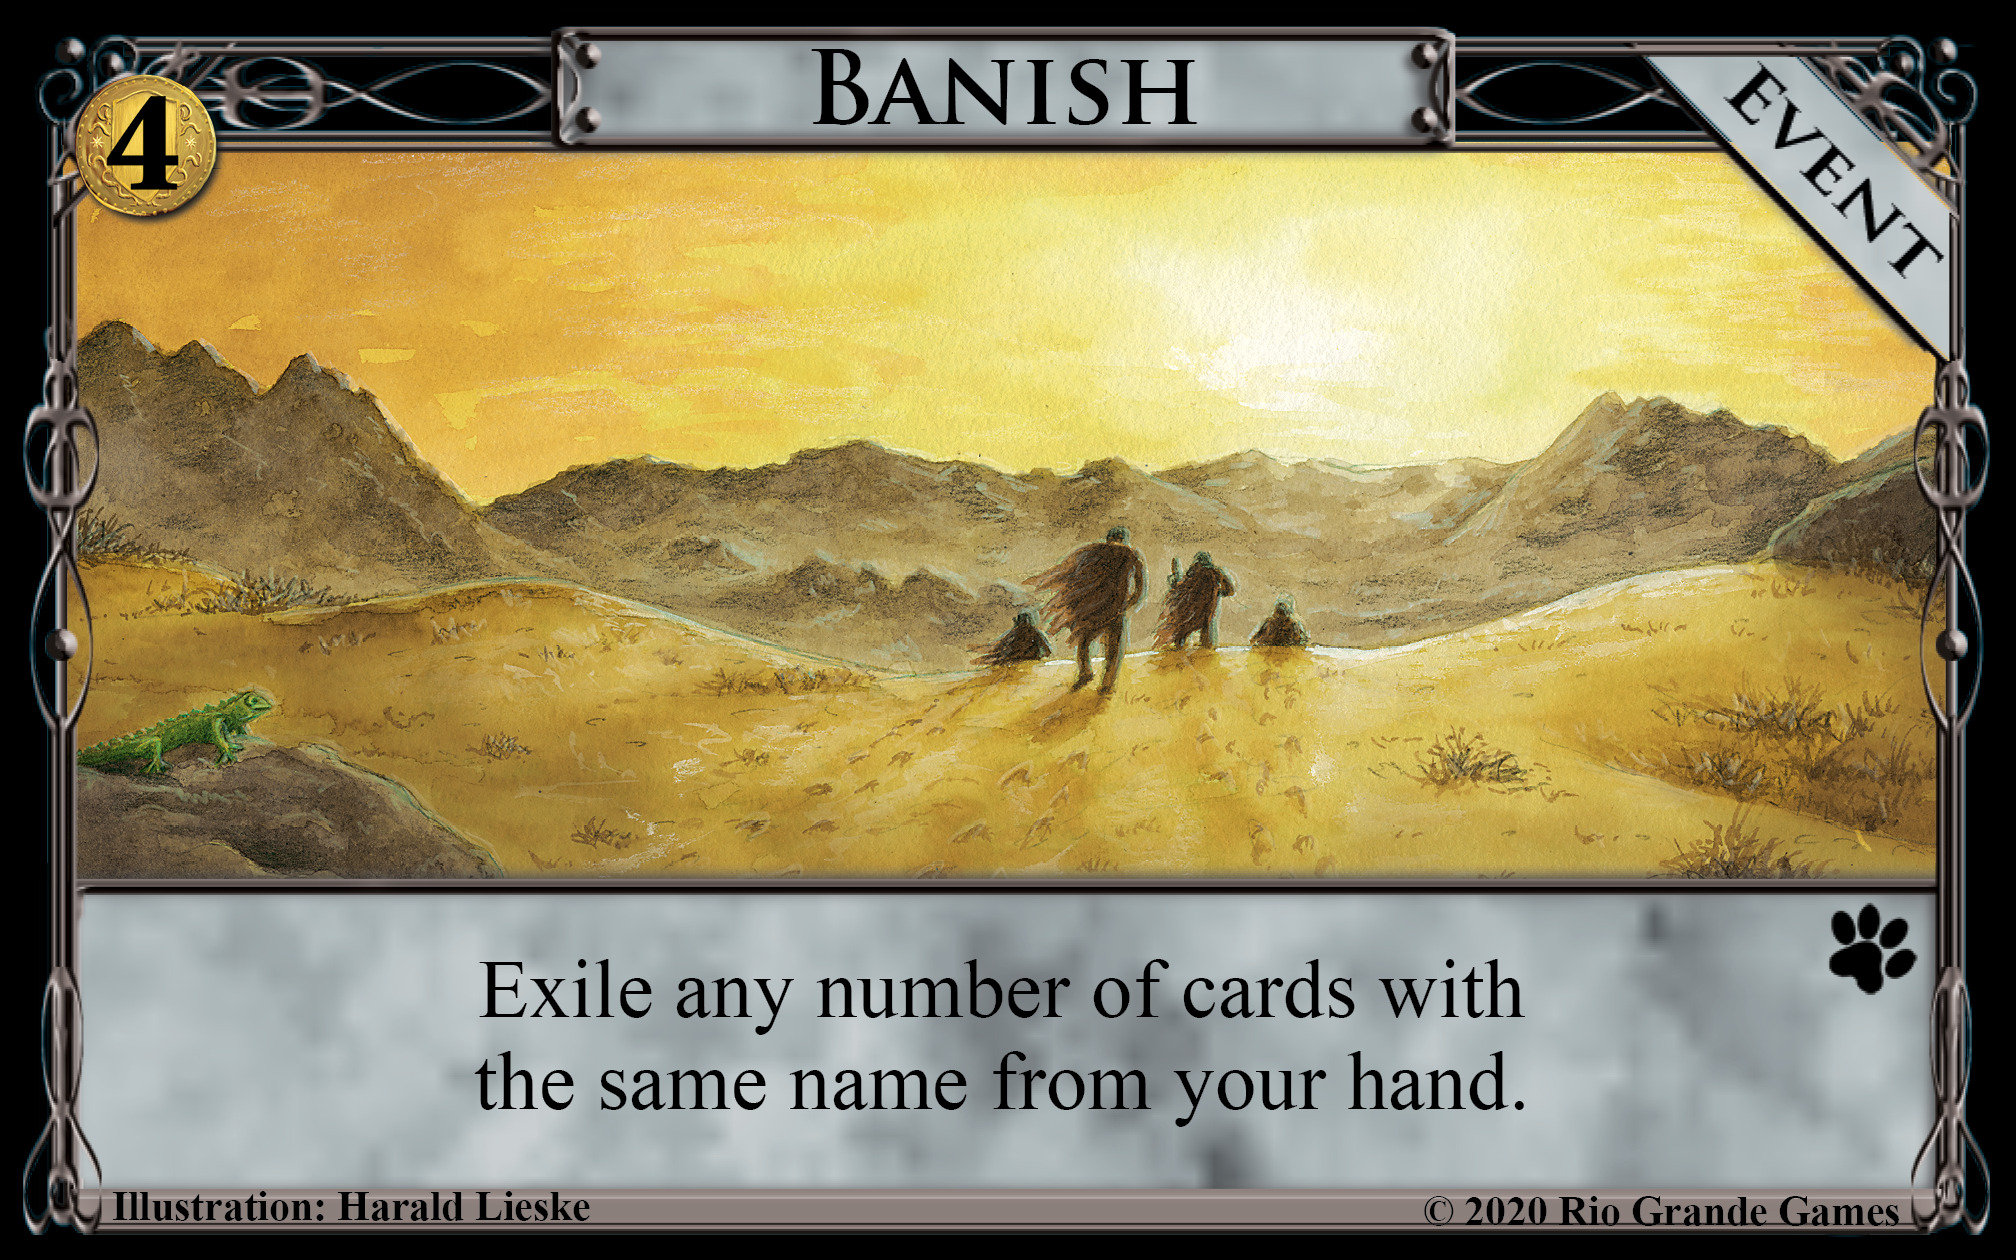 BANISH
4
EVENT
Exile any number of cards with
the same name from your hand.
Illustration: Harald Lieske
© 2020 Rio Grande Games